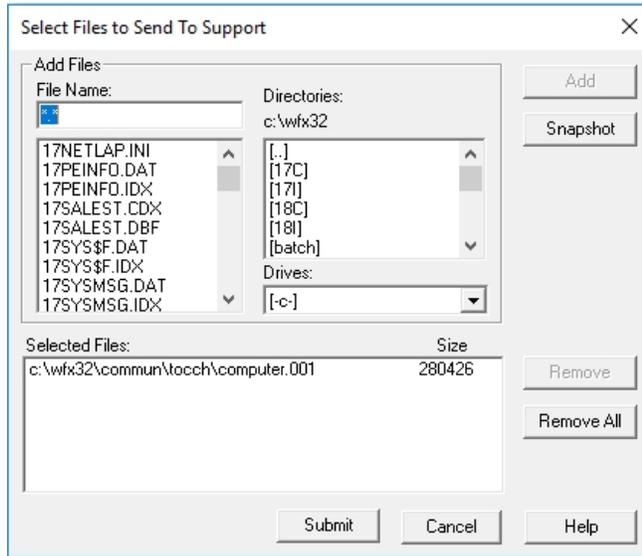 Select Files to Send To Support
Add Files
File Name:
*.*
17NETLAP.INI
17PEINFO.DAT
17PEINFO.IDX
17SALEST.CDX
17SALEST.DBF
17SYS$F.DAT
17SYS$F.IDX
17SYSMSG.DAT
17SYSMSG.IDX
Directories:
c:\wfx32
[..]
[17C]
[17I]
[18C]
[18I]
[batch]
Drives:
[-c-]
Add
Snapshot
Selected Files: Size
c:\wfx32\commun\tocch\computer.001 280426
Remove
Remove All
Submit Cancel Help